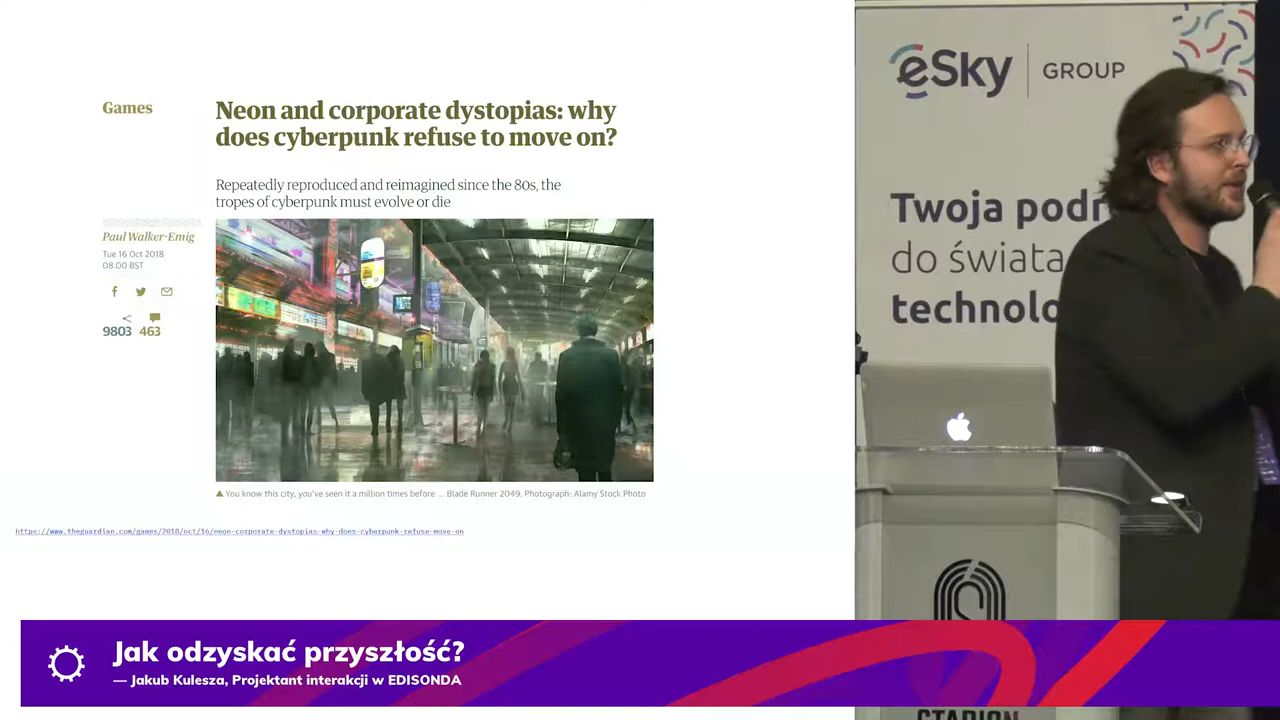 Games
Neon and corporate dystopias: why
does cyberpunk refuse to move on?
Repeatedly reproduced and reimagined since the 80s, the
tropes of cyberpunk must evolve or die
Paul Walker-Emig
Tue 16 Oct 2018
08.00 BST
9803 463
You know this city, you've seen it a million times before ... Blade Runner 2049. Photograph: Alamy Stock Photo
https://www.theguardian.com/games/2018/oct/16/neon-corporate-dystopias-why-does-cyberpunk-refuse-move-on
eSky GROUP
Twoja podr
do świata
technolo
Jak odzyskać przyszłość?
— Jakub Kulesza, Projektant interakcji w EDISONDA
STADION